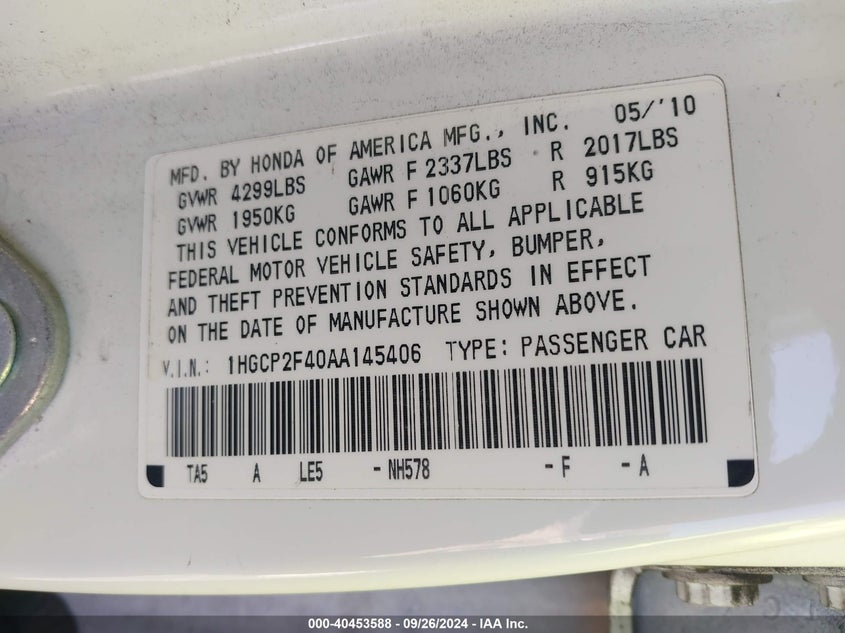 MFD. BY HONDA OF AMERICA MFG., INC. 05/'10
GVWR 4299LBS GAWR F 2337LBS R 2017LBS
GVWR 1950KG GAWR F 1060KG R 915KG
THIS VEHICLE CONFORMS TO ALL APPLICABLE
FEDERAL MOTOR VEHICLE SAFETY, BUMPER,
AND THEFT PREVENTION STANDARDS IN EFFECT
ON THE DATE OF MANUFACTURE SHOWN ABOVE.
V.I.N.: 1HGCP2F40AA145406 TYPE: PASSENGER CAR
TA5 A LE5 -NH578 -F -A
000-40453588 - 09/26/2024 - IAA Inc.